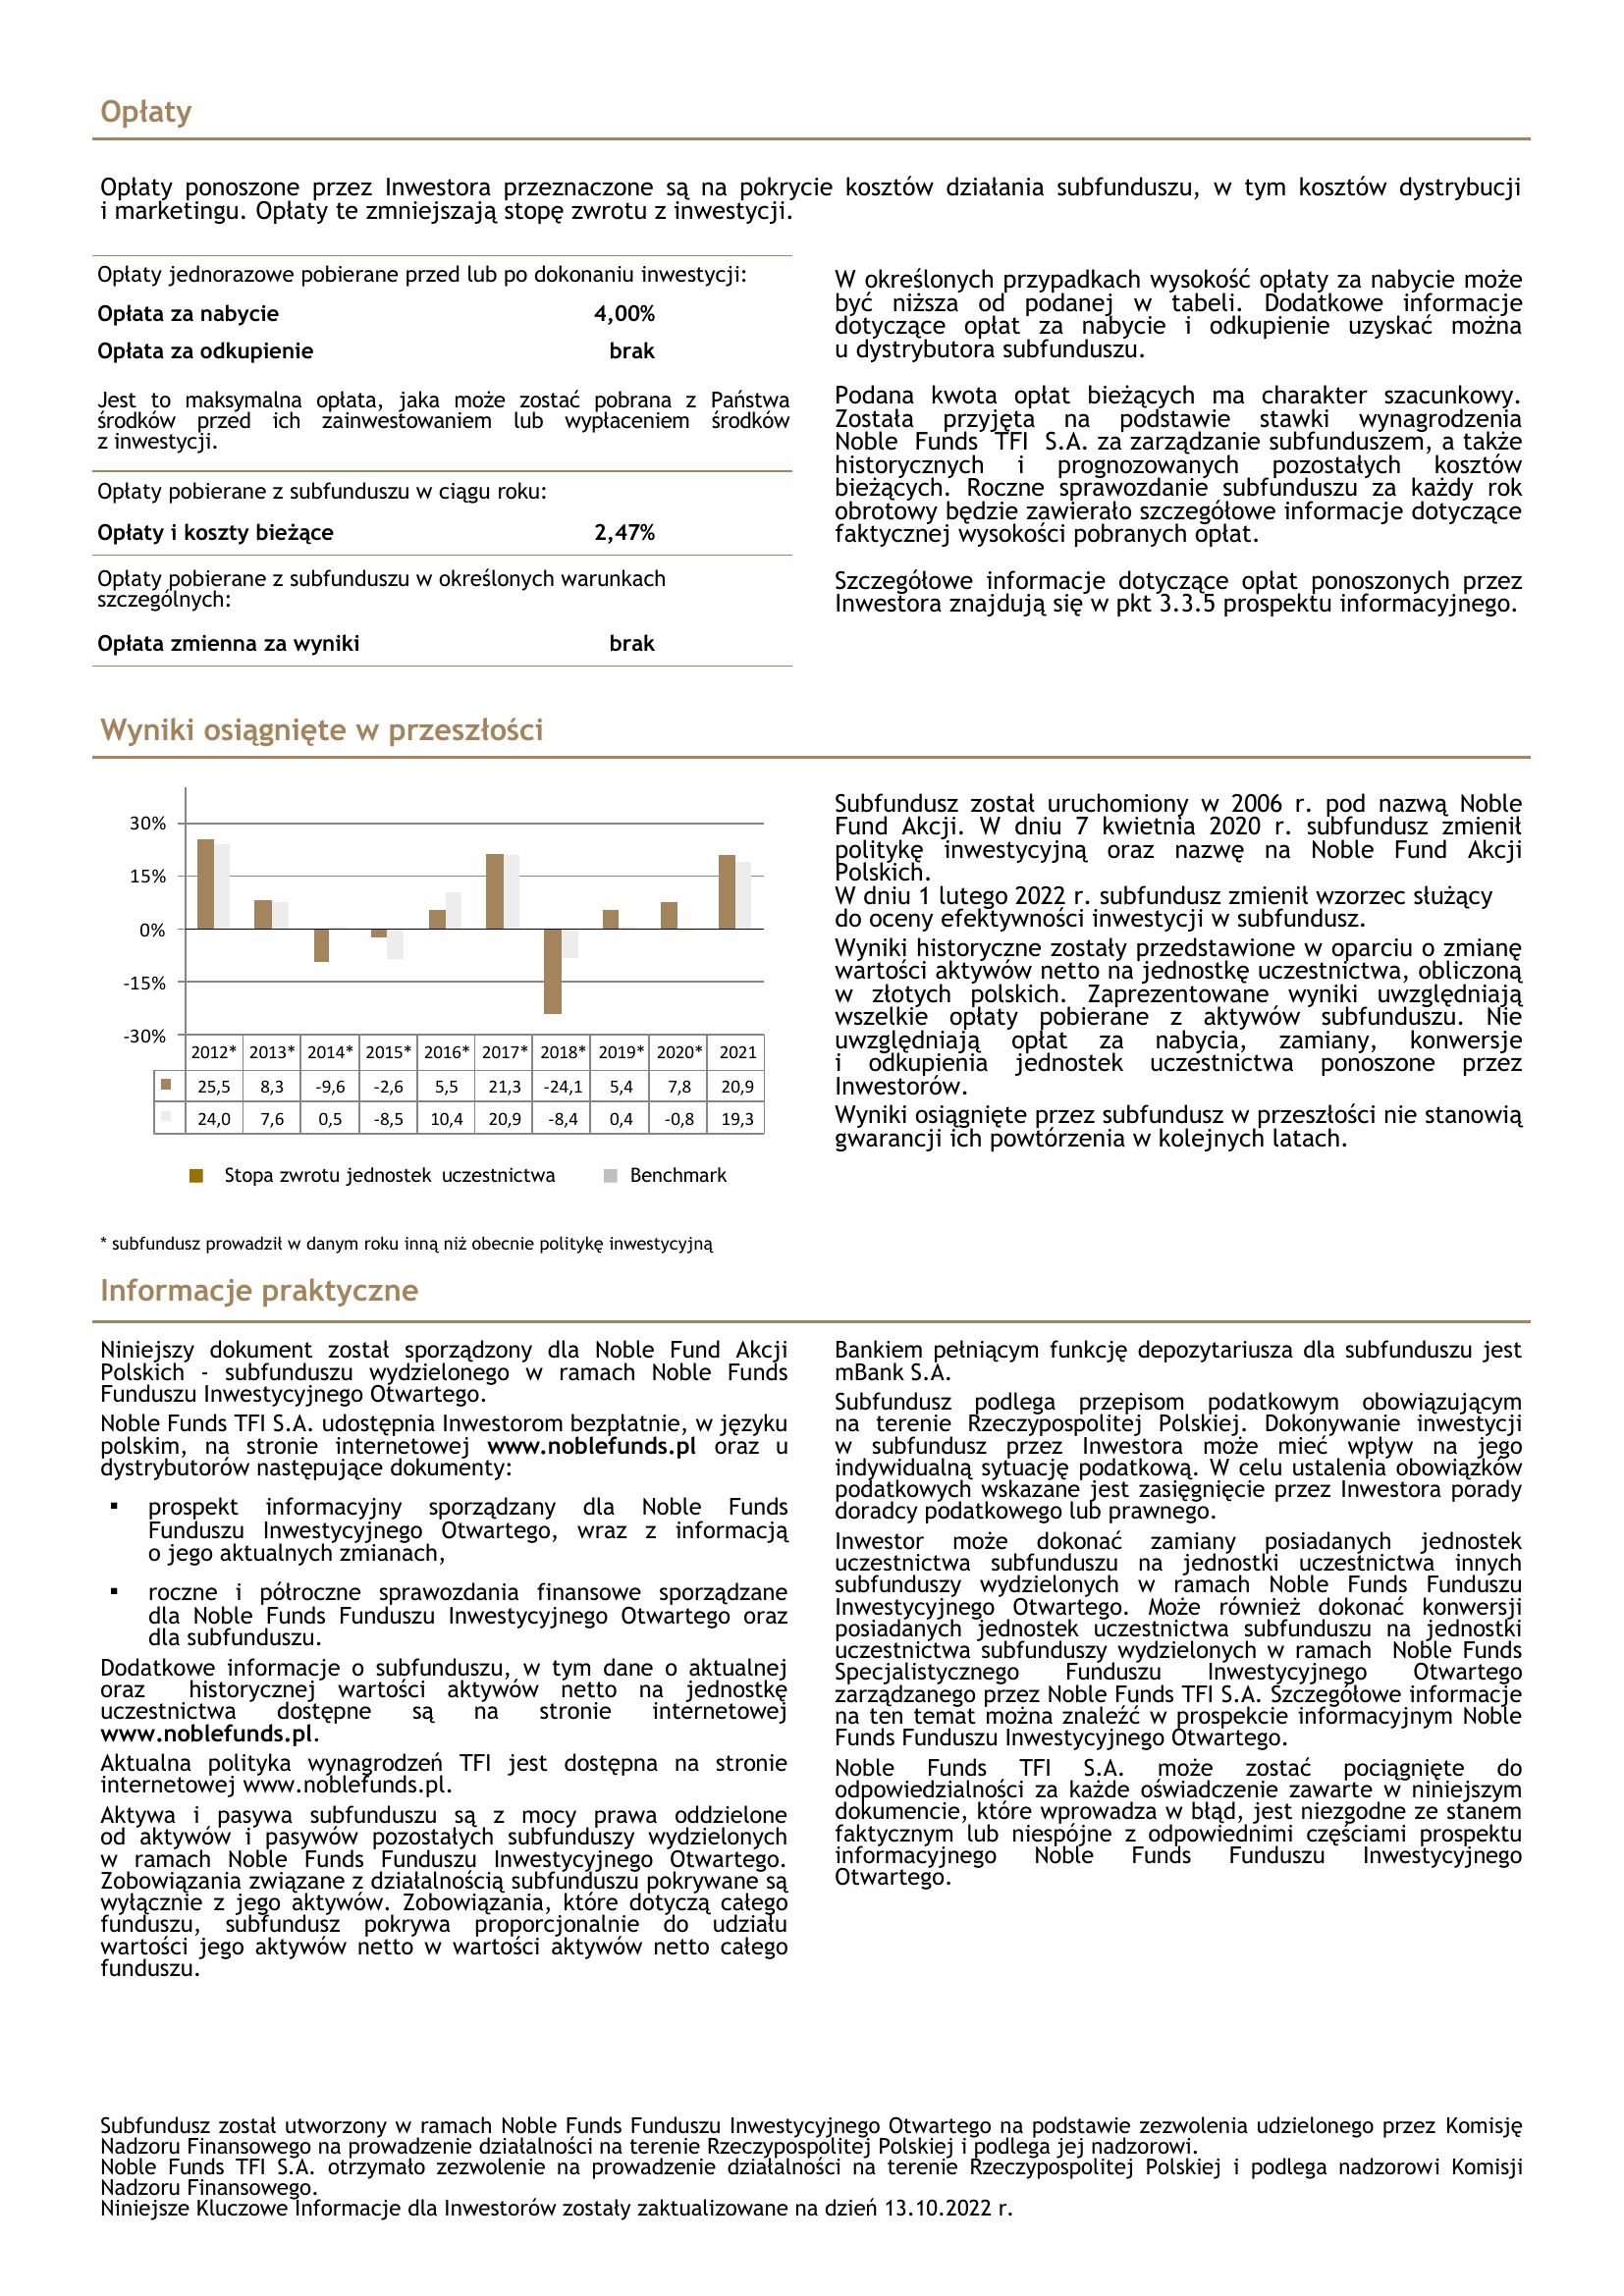 Opłaty
Opłaty ponoszone przez Inwestora przeznaczone są na pokrycie kosztów działania subfunduszu, w tym kosztów dystrybucji
i marketingu. Opłaty te zmniejszają stopę zwrotu z inwestycji.
Opłaty jednorazowe pobierane przed lub po dokonaniu inwestycji:
Opłata za nabycie 4,00%
Opłata za odkupienie brak
Jest to maksymalna opłata, jaka może zostać pobrana z Państwa
środków przed ich zainwestowaniem lub wypłaceniem środków
z inwestycji.
Opłaty pobierane z subfunduszu w ciągu roku:
Opłaty i koszty bieżące 2,47%
Opłaty pobierane z subfunduszu w określonych warunkach
szczególnych:
Opłata zmienna za wyniki brak
W określonych przypadkach wysokość opłaty za nabycie może
być niższa od podanej w tabeli. Dodatkowe informacje
dotyczące opłat za nabycie i odkupienie uzyskać można
u dystrybutora subfunduszu.
Podana kwota opłat bieżących ma charakter szacunkowy.
Została przyjęta na podstawie stawki wynagrodzenia
Noble Funds TFI S.A. za zarządzanie subfunduszem, a także
historycznych i prognozowanych pozostałych kosztów
bieżących. Roczne sprawozdanie subfunduszu za każdy rok
obrotowy będzie zawierało szczegółowe informacje dotyczące
faktycznej wysokości pobranych opłat.
Szczegółowe informacje dotyczące opłat ponoszonych przez
Inwestora znajdują się w pkt 3.3.5 prospektu informacyjnego.
Wyniki osiągnięte w przeszłości
30%
15%
0%
-15%
-30%
2012* 2013* 2014* 2015* 2016* 2017* 2018* 2019* 2020* 2021
25,5 8,3 -9,6 -2,6 5,5 21,3 -24,1 5,4 7,8 20,9
24,0 7,6 0,5 -8,5 10,4 20,9 -8,4 0,4 -0,8 19,3
Stopa zwrotu jednostek uczestnictwa Benchmark
* subfundusz prowadził w danym roku inną niż obecnie politykę inwestycyjną
Subfundusz został uruchomiony w 2006 r. pod nazwą Noble
Fund Akcji. W dniu 7 kwietnia 2020 r. subfundusz zmienił
politykę inwestycyjną oraz nazwę na Noble Fund Akcji
Polskich.
W dniu 1 lutego 2022 r. subfundusz zmienił wzorzec służący
do oceny efektywności inwestycji w subfundusz.
Wyniki historyczne zostały przedstawione w oparciu o zmianę
wartości aktywów netto na jednostkę uczestnictwa, obliczoną
w złotych polskich. Zaprezentowane wyniki uwzględniają
wszelkie opłaty pobierane z aktywów subfunduszu. Nie
uwzględniają opłat za nabycia, zamiany, konwersje
i odkupienia jednostek uczestnictwa ponoszone przez
Inwestorów.
Wyniki osiągnięte przez subfundusz w przeszłości nie stanowią
gwarancji ich powtórzenia w kolejnych latach.
Informacje praktyczne
Niniejszy dokument został sporządzony dla Noble Fund Akcji
Polskich - subfunduszu wydzielonego w ramach Noble Funds
Funduszu Inwestycyjnego Otwartego.
Noble Funds TFI S.A. udostępnia Inwestorom bezpłatnie, w języku
polskim, na stronie internetowej www.noblefunds.pl oraz u
dystrybutorów następujące dokumenty:
▪ prospekt informacyjny sporządzany dla Noble Funds
Funduszu Inwestycyjnego Otwartego, wraz z informacją
o jego aktualnych zmianach,
▪ roczne i półroczne sprawozdania finansowe sporządzane
dla Noble Funds Funduszu Inwestycyjnego Otwartego oraz
dla subfunduszu.
Dodatkowe informacje o subfunduszu, w tym dane o aktualnej
oraz historycznej wartości aktywów netto na jednostkę
uczestnictwa dostępne są na stronie internetowej
www.noblefunds.pl.
Aktualna polityka wynagrodzeń TFI jest dostępna na stronie
internetowej www.noblefunds.pl.
Aktywa i pasywa subfunduszu są z mocy prawa oddzielone
od aktywów i pasywów pozostałych subfunduszy wydzielonych
w ramach Noble Funds Funduszu Inwestycyjnego Otwartego.
Zobowiązania związane z działalnością subfunduszu pokrywane są
wyłącznie z jego aktywów. Zobowiązania, które dotyczą całego
funduszu, subfundusz pokrywa proporcjonalnie do udziału
wartości jego aktywów netto w wartości aktywów netto całego
funduszu.
Bankiem pełniącym funkcję depozytariusza dla subfunduszu jest
mBank S.A.
Subfundusz podlega przepisom podatkowym obowiązującym
na terenie Rzeczypospolitej Polskiej. Dokonywanie inwestycji
w subfundusz przez Inwestora może mieć wpływ na jego
indywidualną sytuację podatkową. W celu ustalenia obowiązków
podatkowych wskazane jest zasięgnięcie przez Inwestora porady
doradcy podatkowego lub prawnego.
Inwestor może dokonać zamiany posiadanych jednostek
uczestnictwa subfunduszu na jednostki uczestnictwa innych
subfunduszy wydzielonych w ramach Noble Funds Funduszu
Inwestycyjnego Otwartego. Może również dokonać konwersji
posiadanych jednostek uczestnictwa subfunduszu na jednostki
uczestnictwa subfunduszy wydzielonych w ramach Noble Funds
Specjalistycznego Funduszu Inwestycyjnego Otwartego
zarządzanego przez Noble Funds TFI S.A. Szczegółowe informacje
na ten temat można znaleźć w prospekcie informacyjnym Noble
Funds Funduszu Inwestycyjnego Otwartego.
Noble Funds TFI S.A. może zostać pociągnięte do
odpowiedzialności za każde oświadczenie zawarte w niniejszym
dokumencie, które wprowadza w błąd, jest niezgodne ze stanem
faktycznym lub niespójne z odpowiednimi częściami prospektu
informacyjnego Noble Funds Funduszu Inwestycyjnego
Otwartego.
Subfundusz został utworzony w ramach Noble Funds Funduszu Inwestycyjnego Otwartego na podstawie zezwolenia udzielonego przez Komisję
Nadzoru Finansowego na prowadzenie działalności na terenie Rzeczypospolitej Polskiej i podlega jej nadzorowi.
Noble Funds TFI S.A. otrzymało zezwolenie na prowadzenie działalności na terenie Rzeczypospolitej Polskiej i podlega nadzorowi Komisji
Nadzoru Finansowego.
Niniejsze Kluczowe Informacje dla Inwestorów zostały zaktualizowane na dzień 13.10.2022 r.